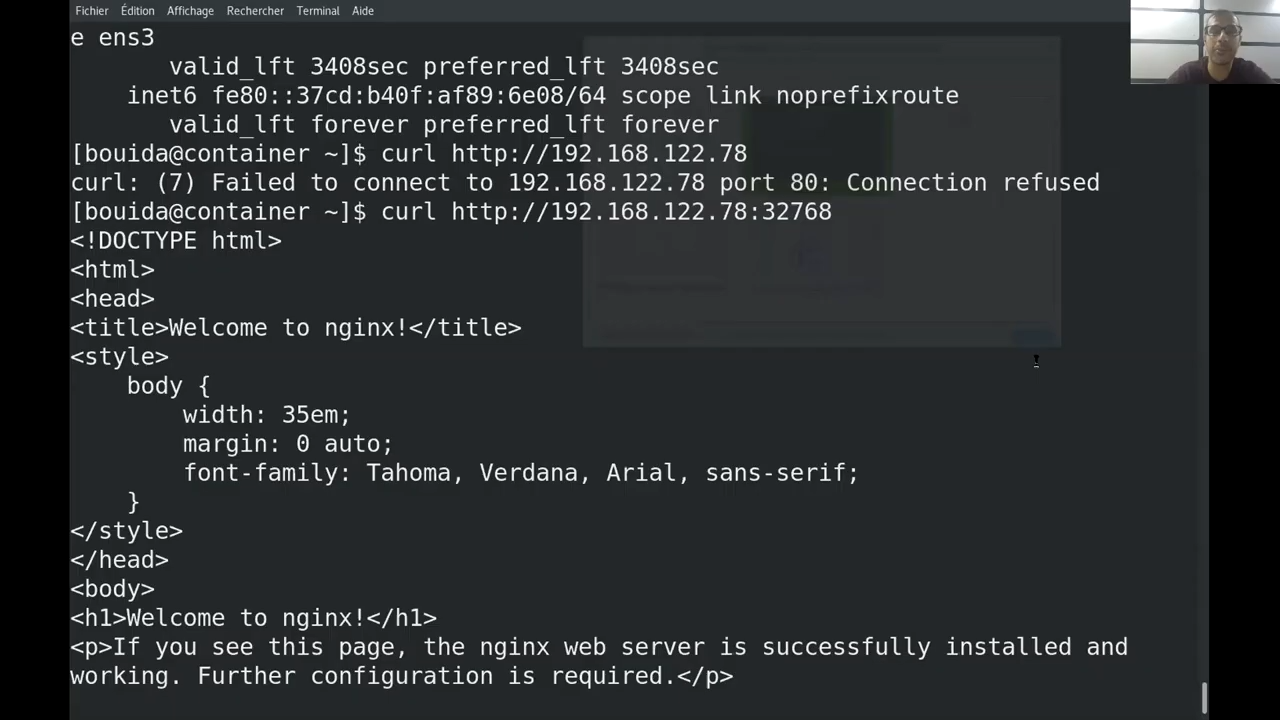 Fichier Édition Affichage Rechercher Terminal Aide
e ens3
valid_lft 3408sec preferred_lft 3408sec
inet6 fe80::37cd:b40f:af89:6e08/64 scope link noprefixroute
valid_lft forever preferred_lft forever
[bouida@container ~]$ curl http://192.168.122.78
curl: (7) Failed to connect to 192.168.122.78 port 80: Connection refused
[bouida@container ~]$ curl http://192.168.122.78:32768
<!DOCTYPE html>
<html>
<head>
<title>Welcome to nginx!</title>
<style>
body {
width: 35em;
margin: 0 auto;
font-family: Tahoma, Verdana, Arial, sans-serif;
}
</style>
</head>
<body>
<h1>Welcome to nginx!</h1>
<p>If you see this page, the nginx web server is successfully installed and
working. Further configuration is required.</p>